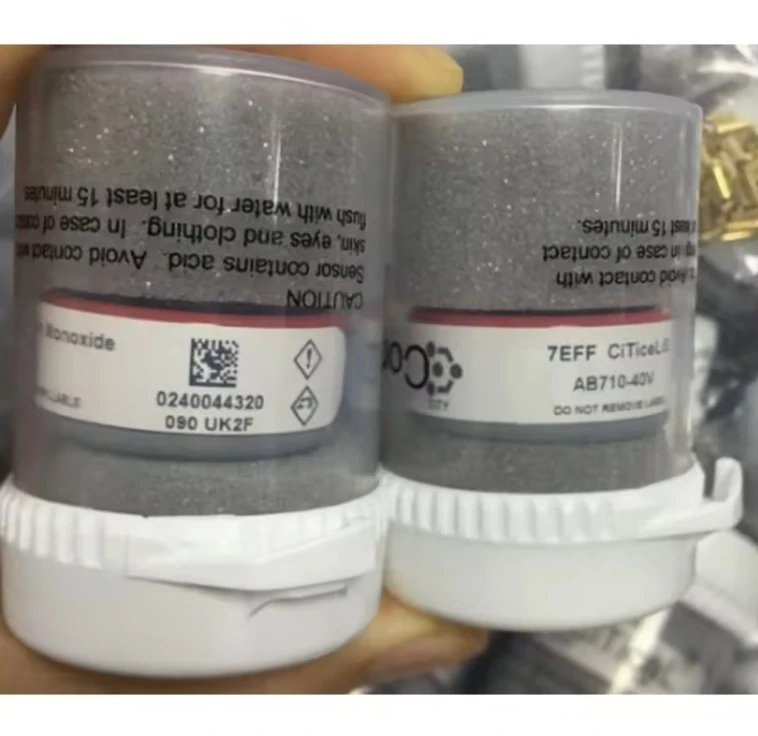 CAUTION
Sensor contains acid. Avoid contact
skin, eyes and clothing. In case of
flush with water for at least 15 minutes.
Monoxide
0240044320
090 UK2F
Avoid contact with
in case of contact
least 15 minutes.
7EFF CiTiceL®
AB710-40V
DO NOT REMOVE LABEL